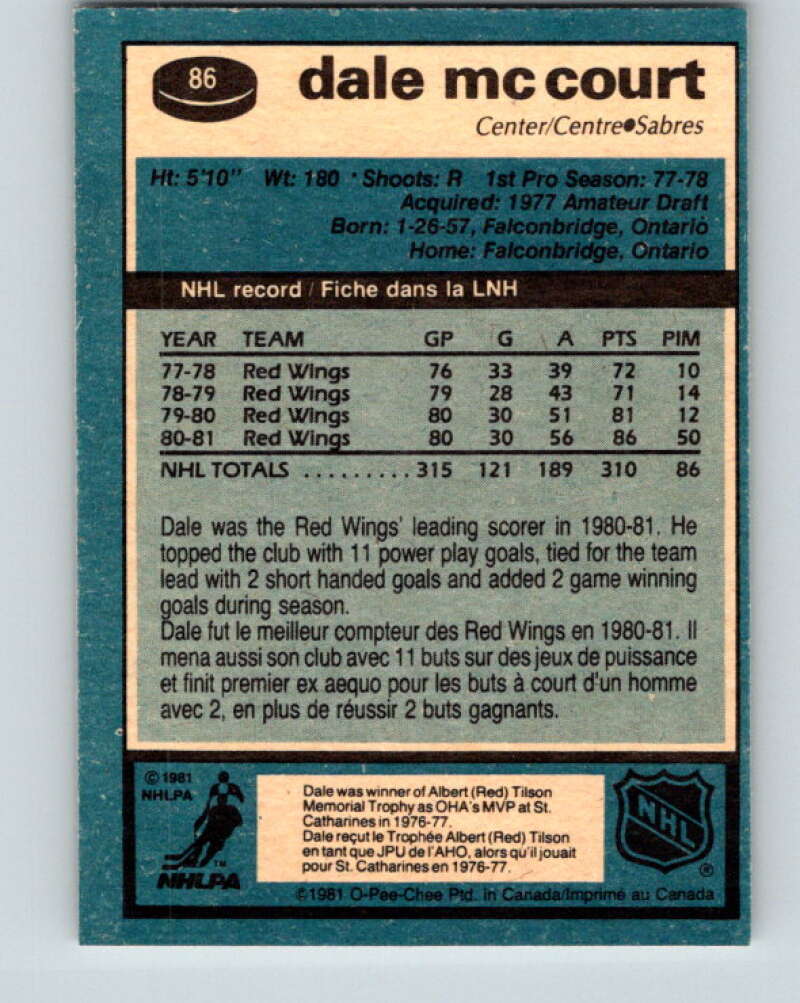 86
dale mc court
Center/Centre●Sabres
Ht: 5'10" Wt: 180 · Shoots: R 1st Pro Season: 77-78
Acquired: 1977 Amateur Draft
Born: 1-26-57, Falconbridge, Ontario
Home: Falconbridge, Ontario
NHL record / Fiche dans la LNH
YEAR TEAM GP G A PTS PIM
77-78 Red Wings 76 33 39 72 10
78-79 Red Wings 79 28 43 71 14
79-80 Red Wings 80 30 51 81 12
80-81 Red Wings 80 30 56 86 50
NHL TOTALS ......... 315 121 189 310 86
Dale was the Red Wings' leading scorer in 1980-81. He
topped the club with 11 power play goals, tied for the team
lead with 2 short handed goals and added 2 game winning
goals during season.
Dale fut le meilleur compteur des Red Wings en 1980-81. Il
mena aussi son club avec 11 buts sur des jeux de puissance
et finit premier ex aequo pour les buts à court d'un homme
avec 2, en plus de réussir 2 buts gagnants.
© 1981
NHLPA
TM
NHLPA
Dale was winner of Albert (Red) Tilson
Memorial Trophy as OHA's MVP at St.
Catharines in 1976-77.
Dale reçut le Trophée Albert (Red) Tilson
en tant que JPU de l'AHO, alors qu'il jouait
pour St. Catharines en 1976-77.
NHL
®
©1981 O-Pee-Chee Ptd. in Canada/Imprimé au Canada